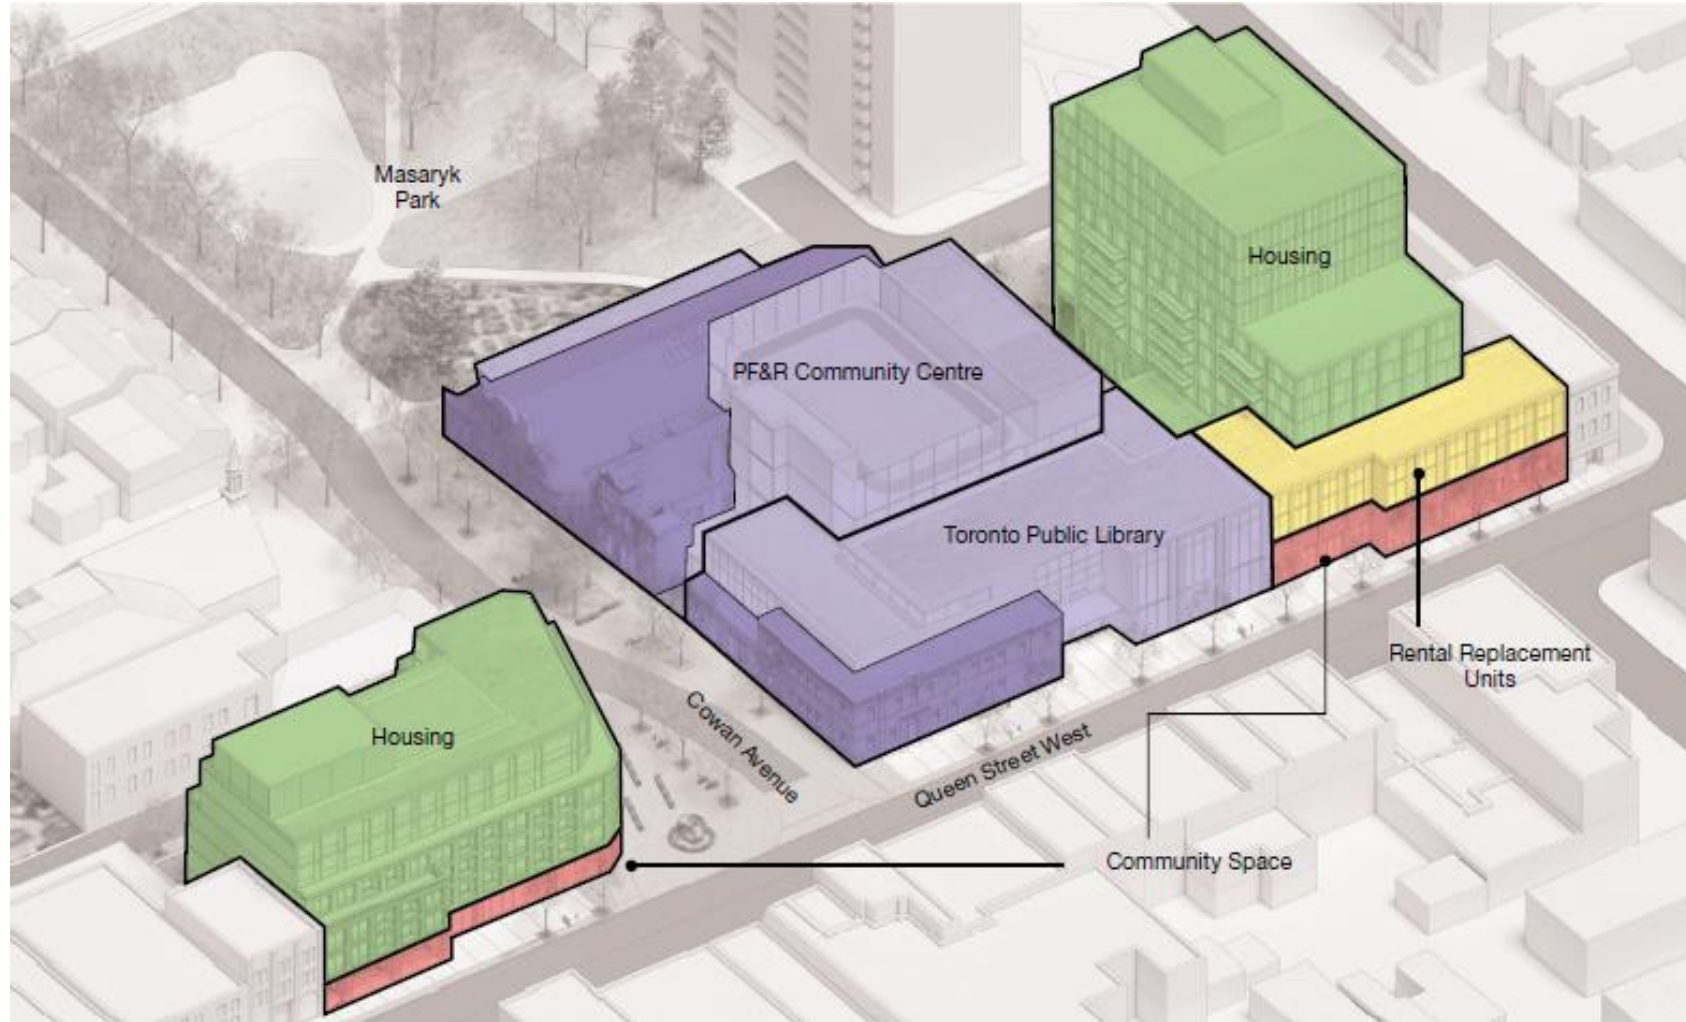 Masaryk
Park
Housing
PF&R Community Centre
Toronto Public Library
Rental Replacement
Units
Cowan Avenue
Queen Street West
Housing
Community Space